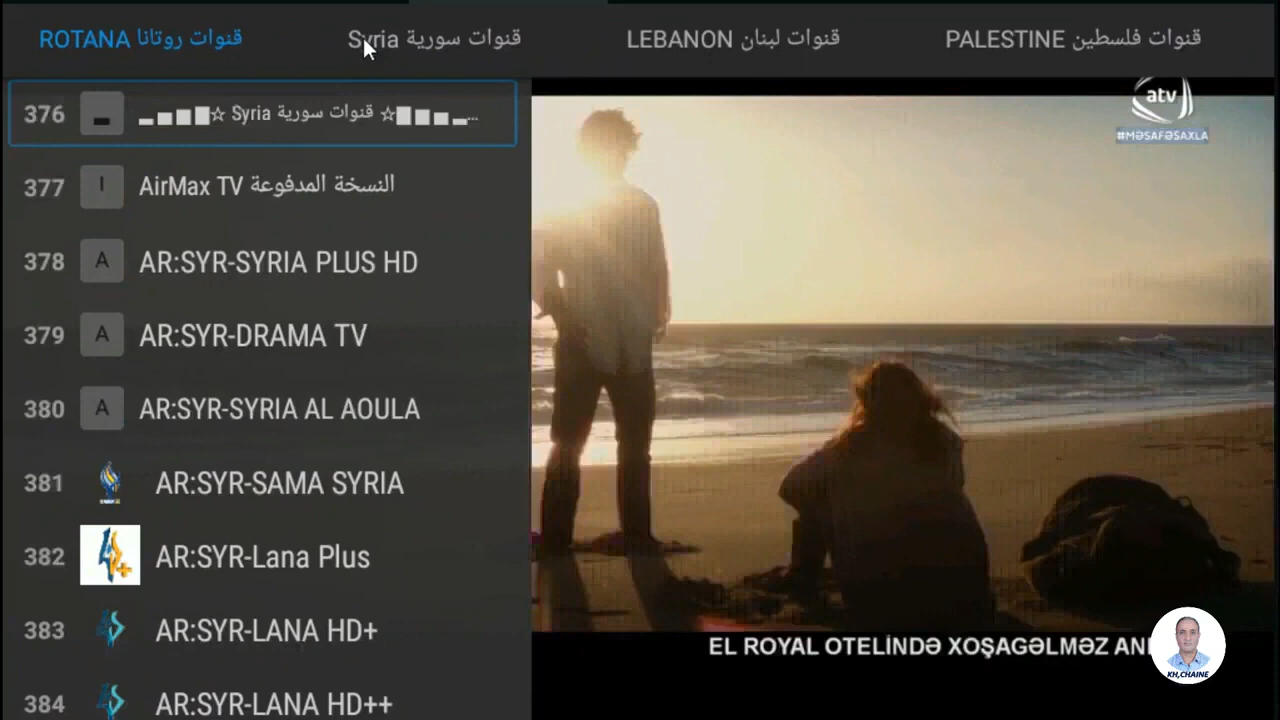 ROTANA قنوات روتانا
Syria قنوات سورية
LEBANON قنوات لبنان
PALESTINE قنوات فلسطين
376 ▂ ▅ ▆ █☆ Syria قنوات سورية ☆█ ▆ ▅ ▂...
377 I AirMax TV النسخة المدفوعة
378 A AR:SYR-SYRIA PLUS HD
379 A AR:SYR-DRAMA TV
380 A AR:SYR-SYRIA AL AOULA
381 AR:SYR-SAMA SYRIA
382 AR:SYR-Lana Plus
383 AR:SYR-LANA HD+
384 AR:SYR-LANA HD++
atv
#MƏSAFƏSAXLA
EL ROYAL OTELİNDƏ XOŞAGƏLMƏZ
KH,CHAINE